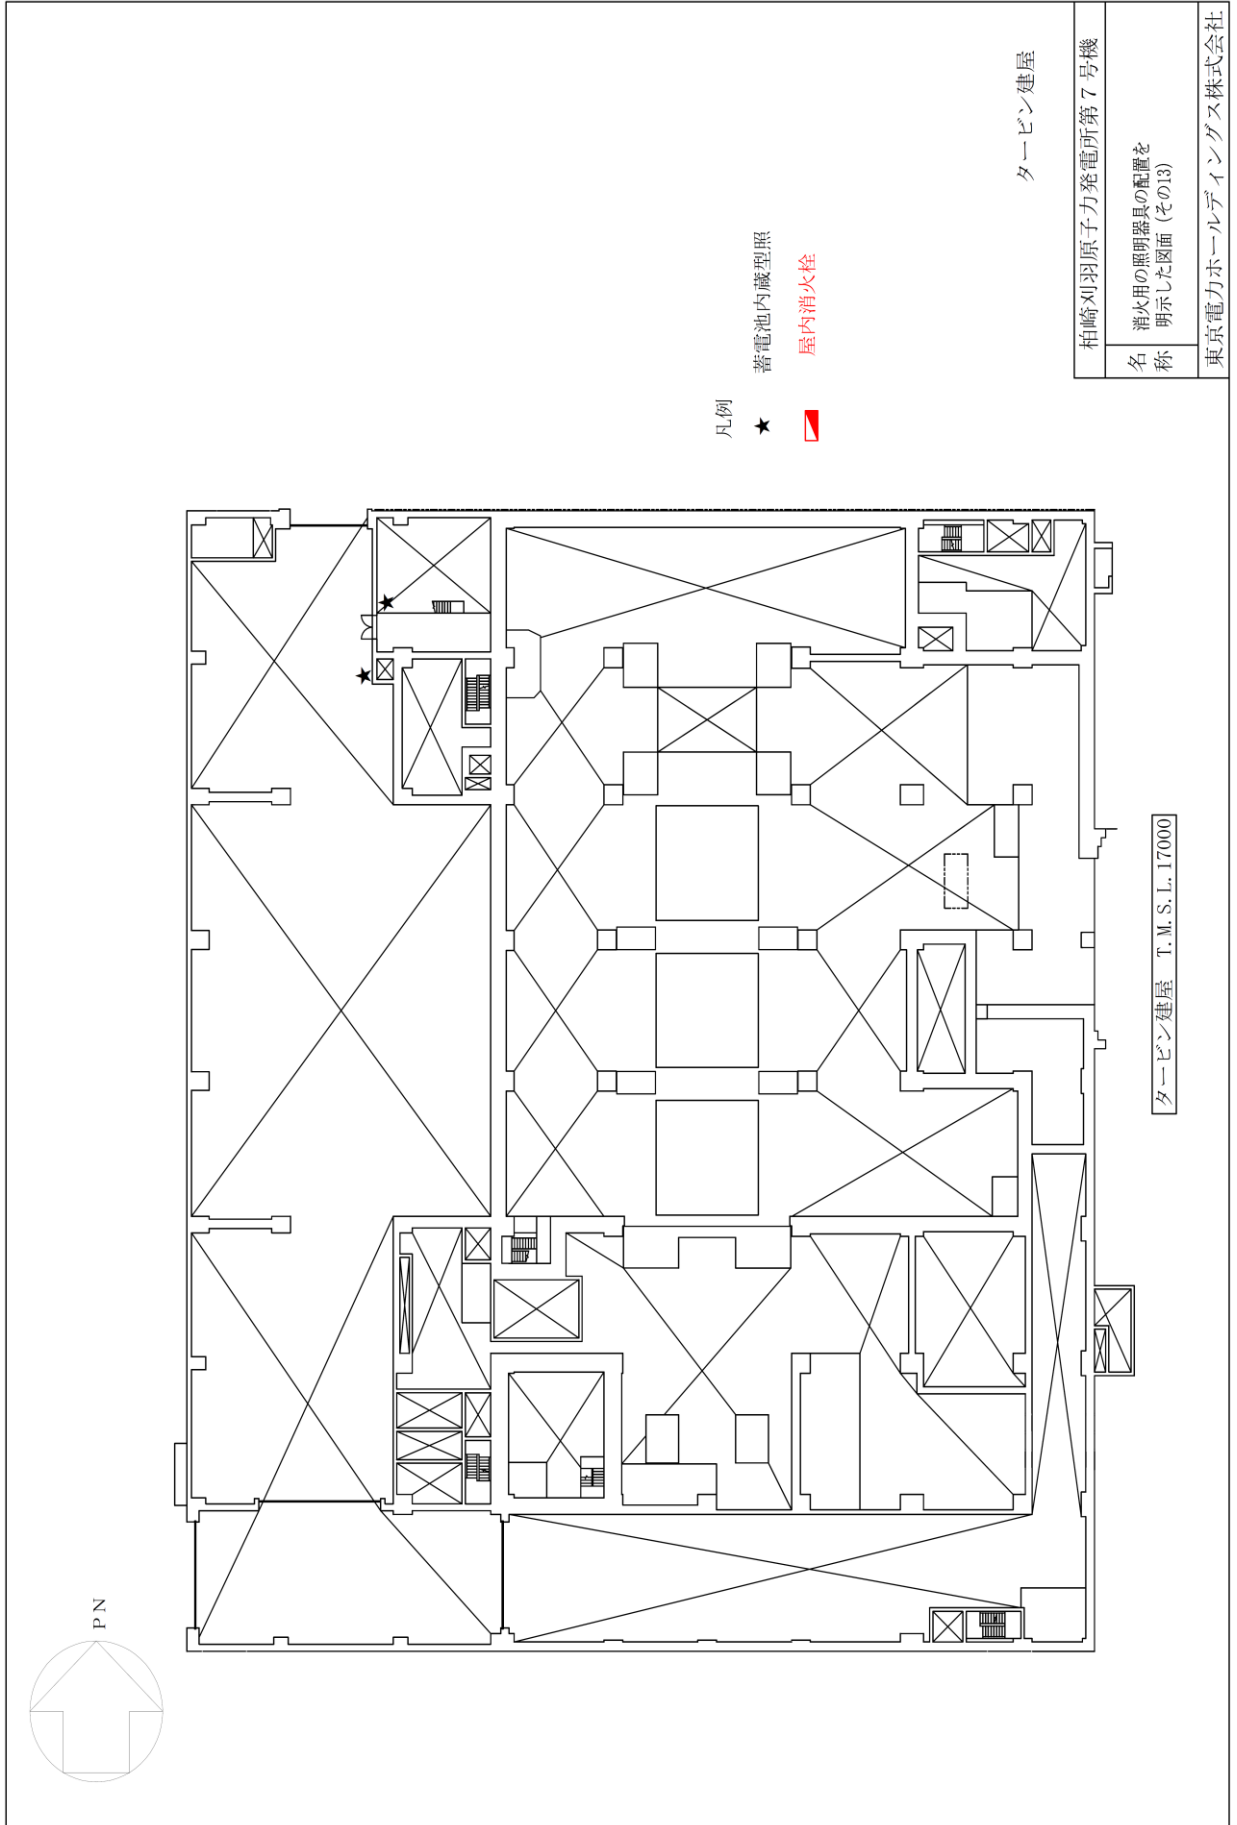 PN
凡例
★ 蓄電池内蔵型照
屋内消火栓
タービン建屋
タービン建屋 T.M.S.L.17000
柏崎刈羽原子力発電所第7号機
名称
消火用の照明器具の配置を
明示した図面(その13)
東京電力ホールディングス株式会社